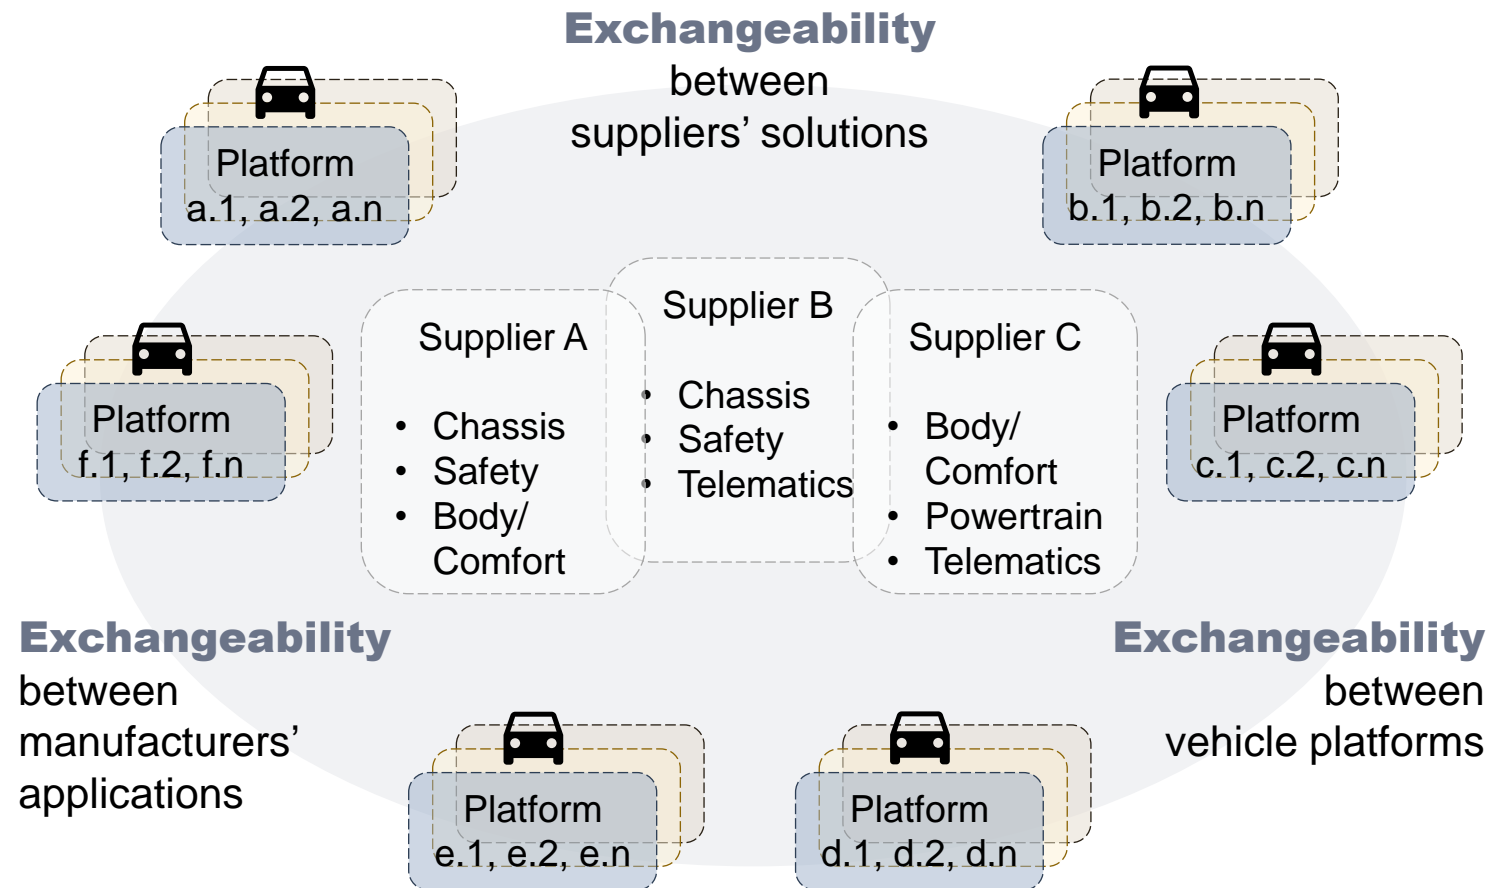 Exchangeability
between
suppliers’ solutions
Platform
a.1, a.2, a.n
Platform
b.1, b.2, b.n
Supplier A
• Chassis
• Safety
• Body/
Comfort
Supplier B
• Chassis
• Safety
• Telematics
Supplier C
• Body/
Comfort
• Powertrain
• Telematics
Platform
f.1, f.2, f.n
Platform
c.1, c.2, c.n
Exchangeability
between
manufacturers’
applications
Exchangeability
between
vehicle platforms
Platform
e.1, e.2, e.n
Platform
d.1, d.2, d.n